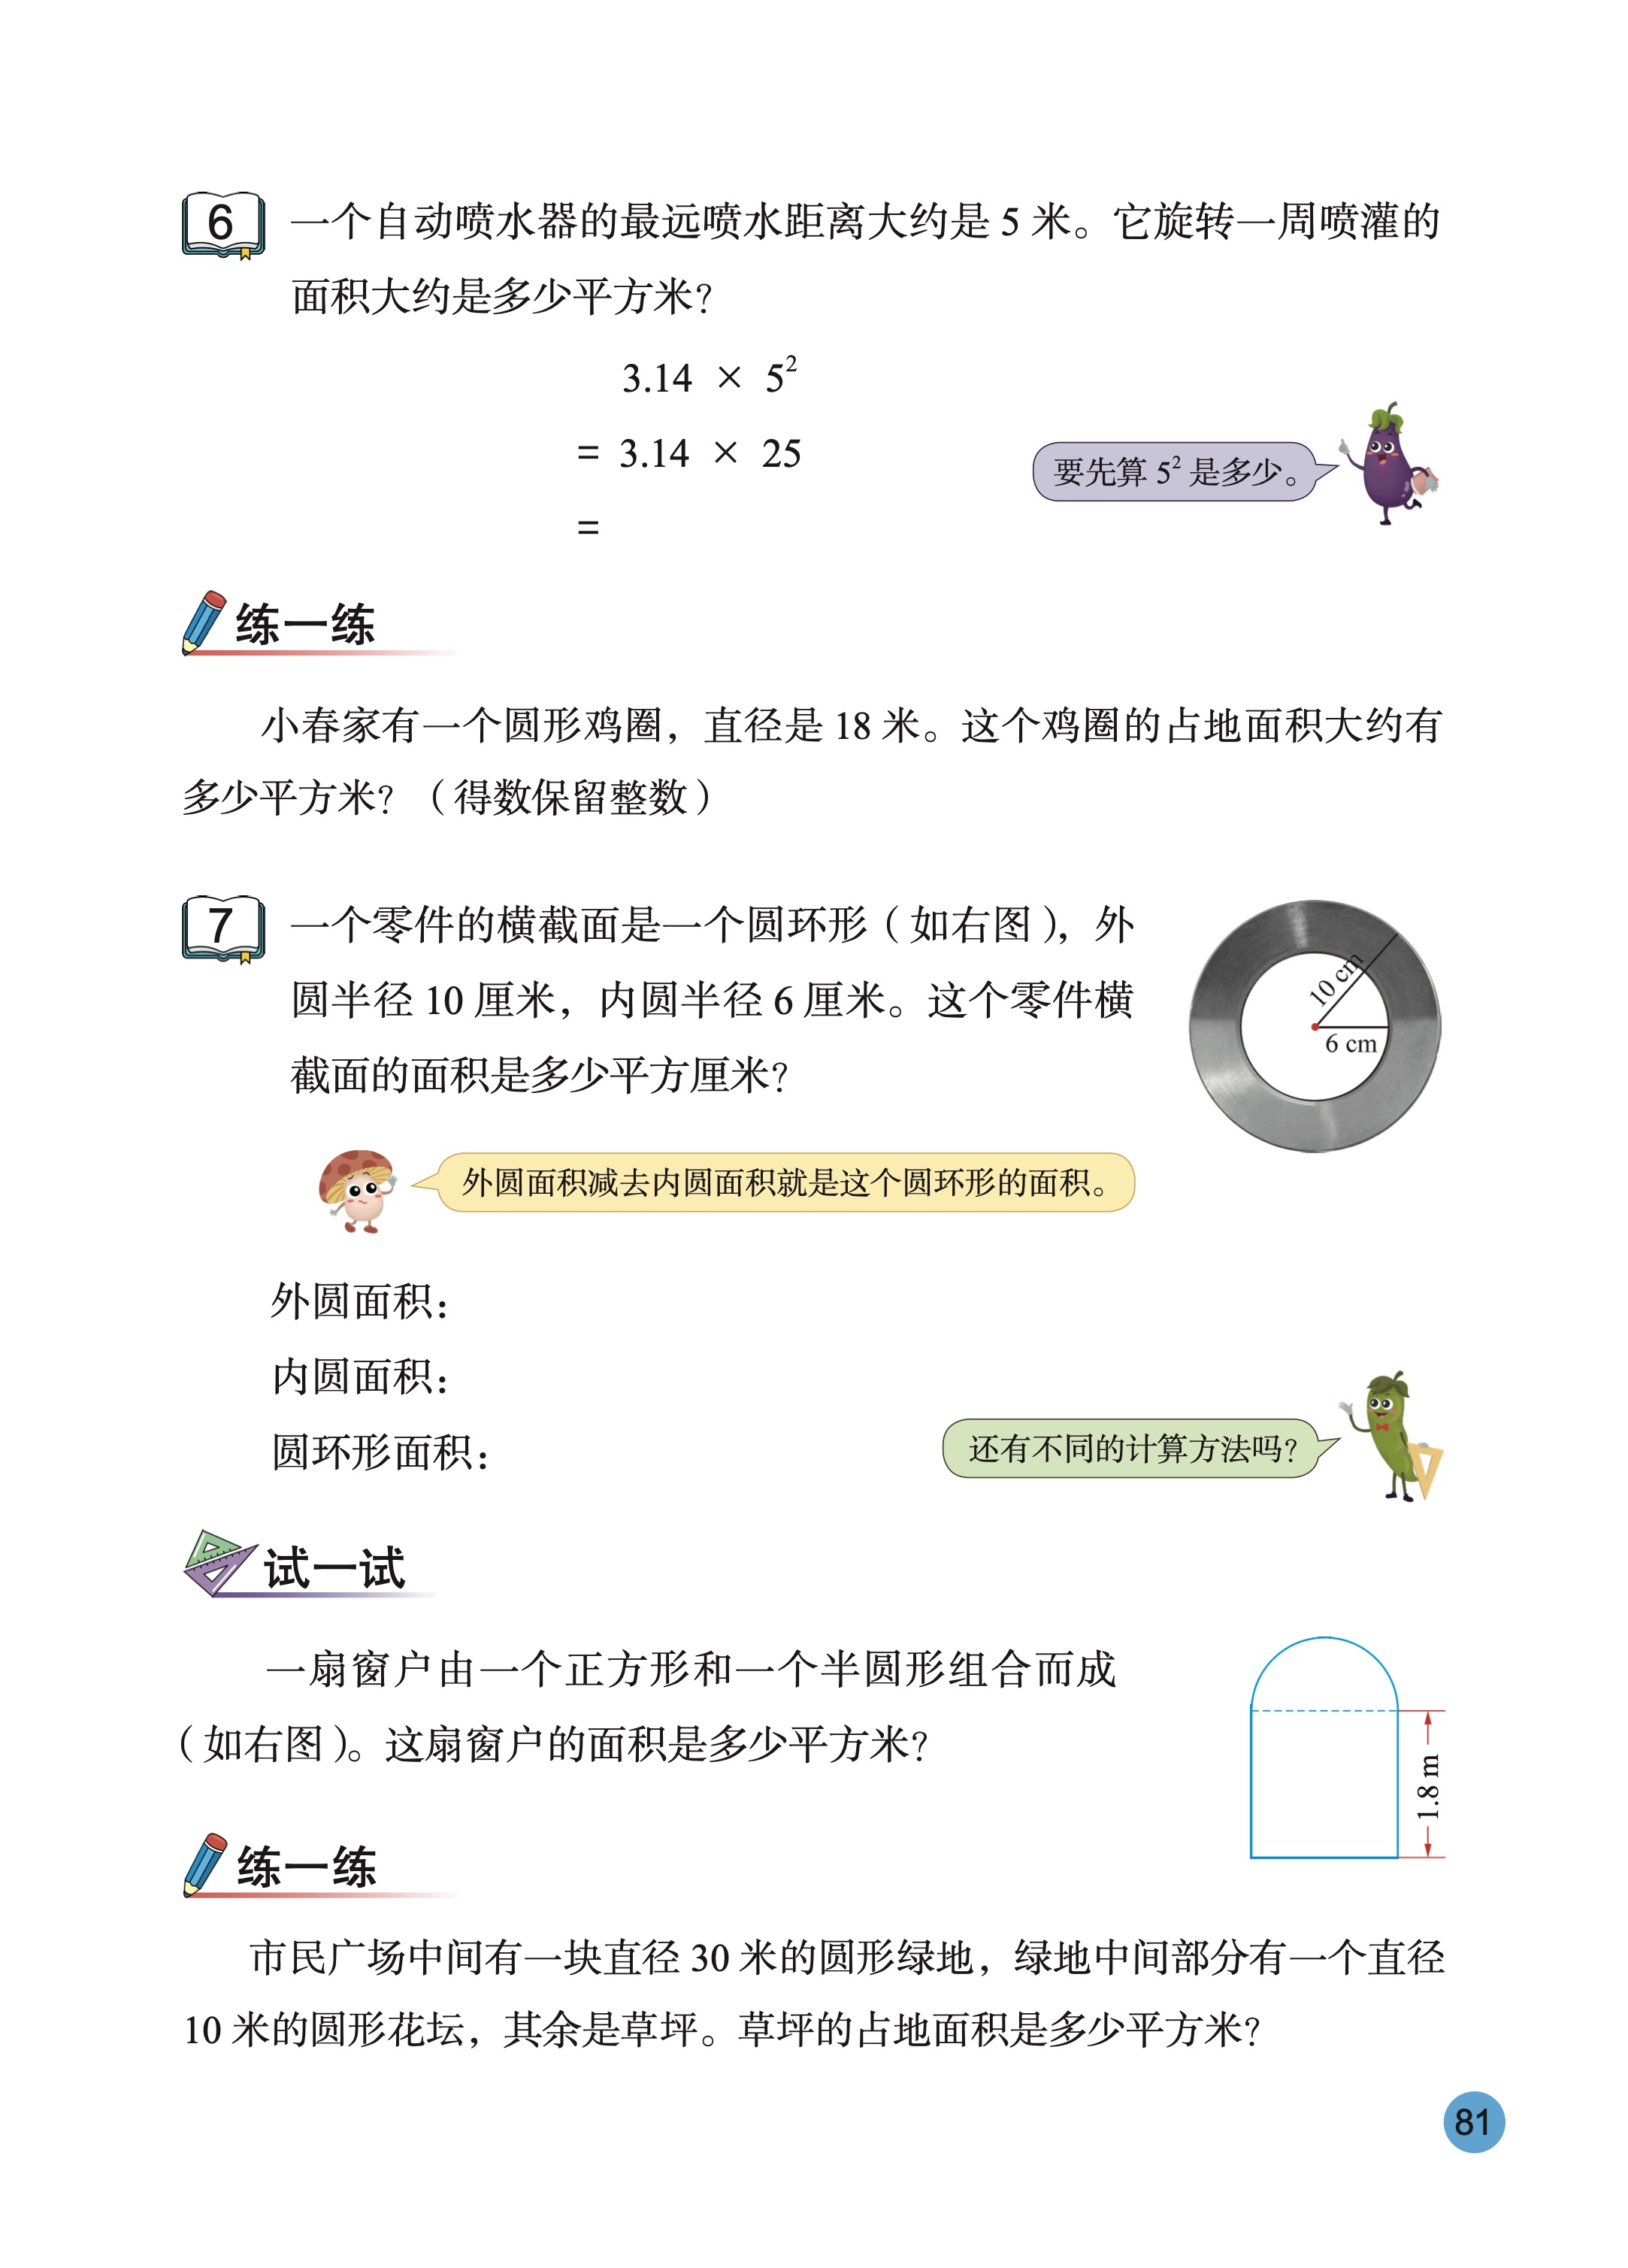 6 一个自动喷水器的最远喷水距离大约是 5 米。它旋转一周喷灌的
面积大约是多少平方米？
3.14 × 5²
= 3.14 × 25
要先算 5² 是多少。
=
练一练
小春家有一个圆形鸡圈，直径是 18 米。这个鸡圈的占地面积大约有
多少平方米？（得数保留整数）
7 一个零件的横截面是一个圆环形（如右图），外
圆半径 10 厘米，内圆半径 6 厘米。这个零件横
截面的面积是多少平方厘米？
10 cm
6 cm
外圆面积减去内圆面积就是这个圆环形的面积。
外圆面积：
内圆面积：
圆环形面积：
还有不同的计算方法吗？
试一试
一扇窗户由一个正方形和一个半圆形组合而成
（如右图）。这扇窗户的面积是多少平方米？
1.8 m
练一练
市民广场中间有一块直径 30 米的圆形绿地，绿地中间部分有一个直径
10 米的圆形花坛，其余是草坪。草坪的占地面积是多少平方米？
81